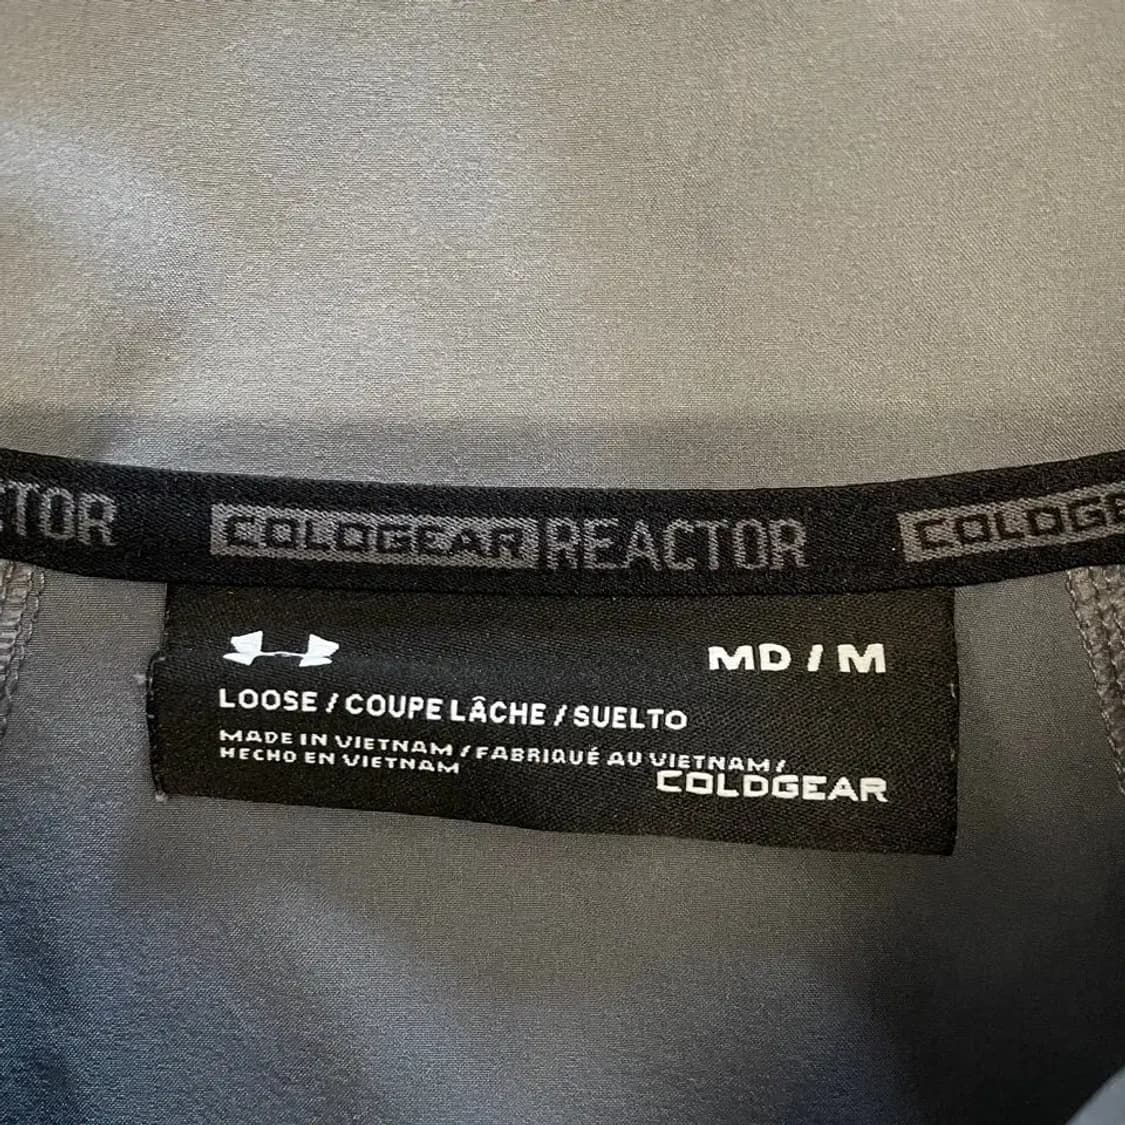 CTOR COLDGEAR REACTOR COLDGE
MD / M
LOOSE / COUPE LÂCHE / SUELTO
MADE IN VIETNAM / FABRIQUÉ AU VIETNAM /
HECHO EN VIETNAM
COLDGEAR